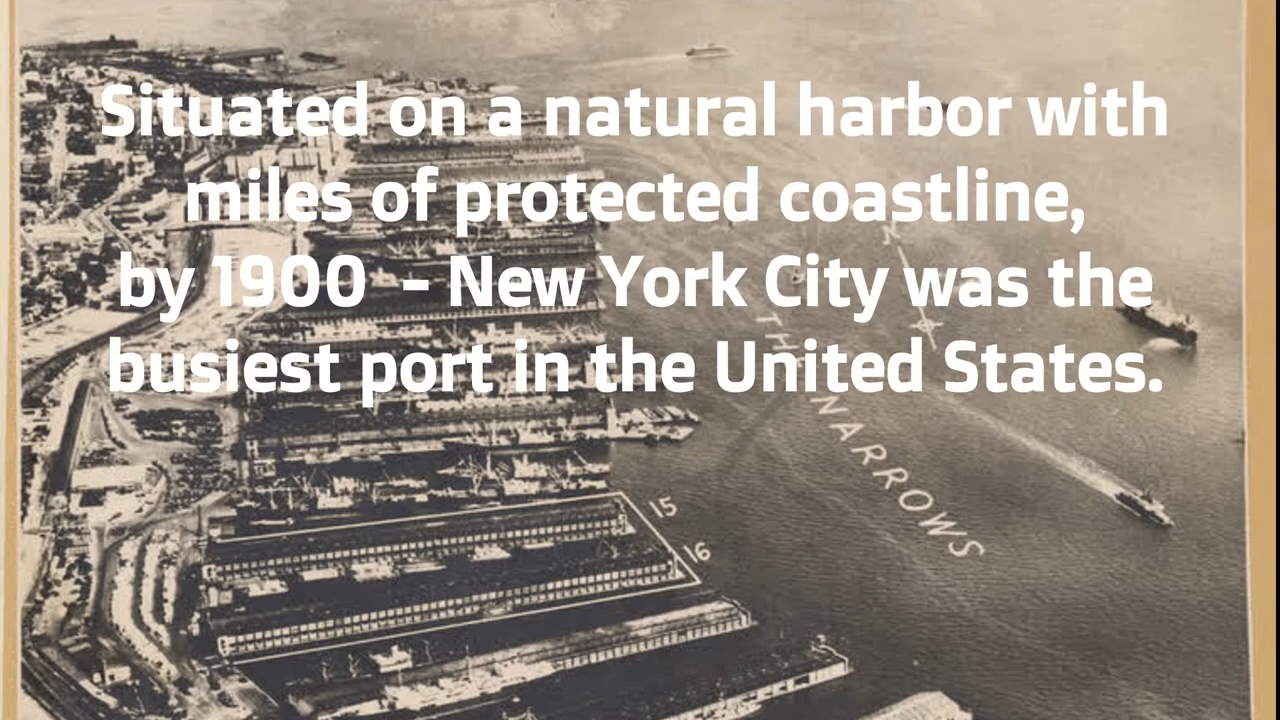 Situated on a natural harbor with
miles of protected coastline,
by 1900 - New York City was the
busiest port in the United States.
N
THE
NARROWS
15
16